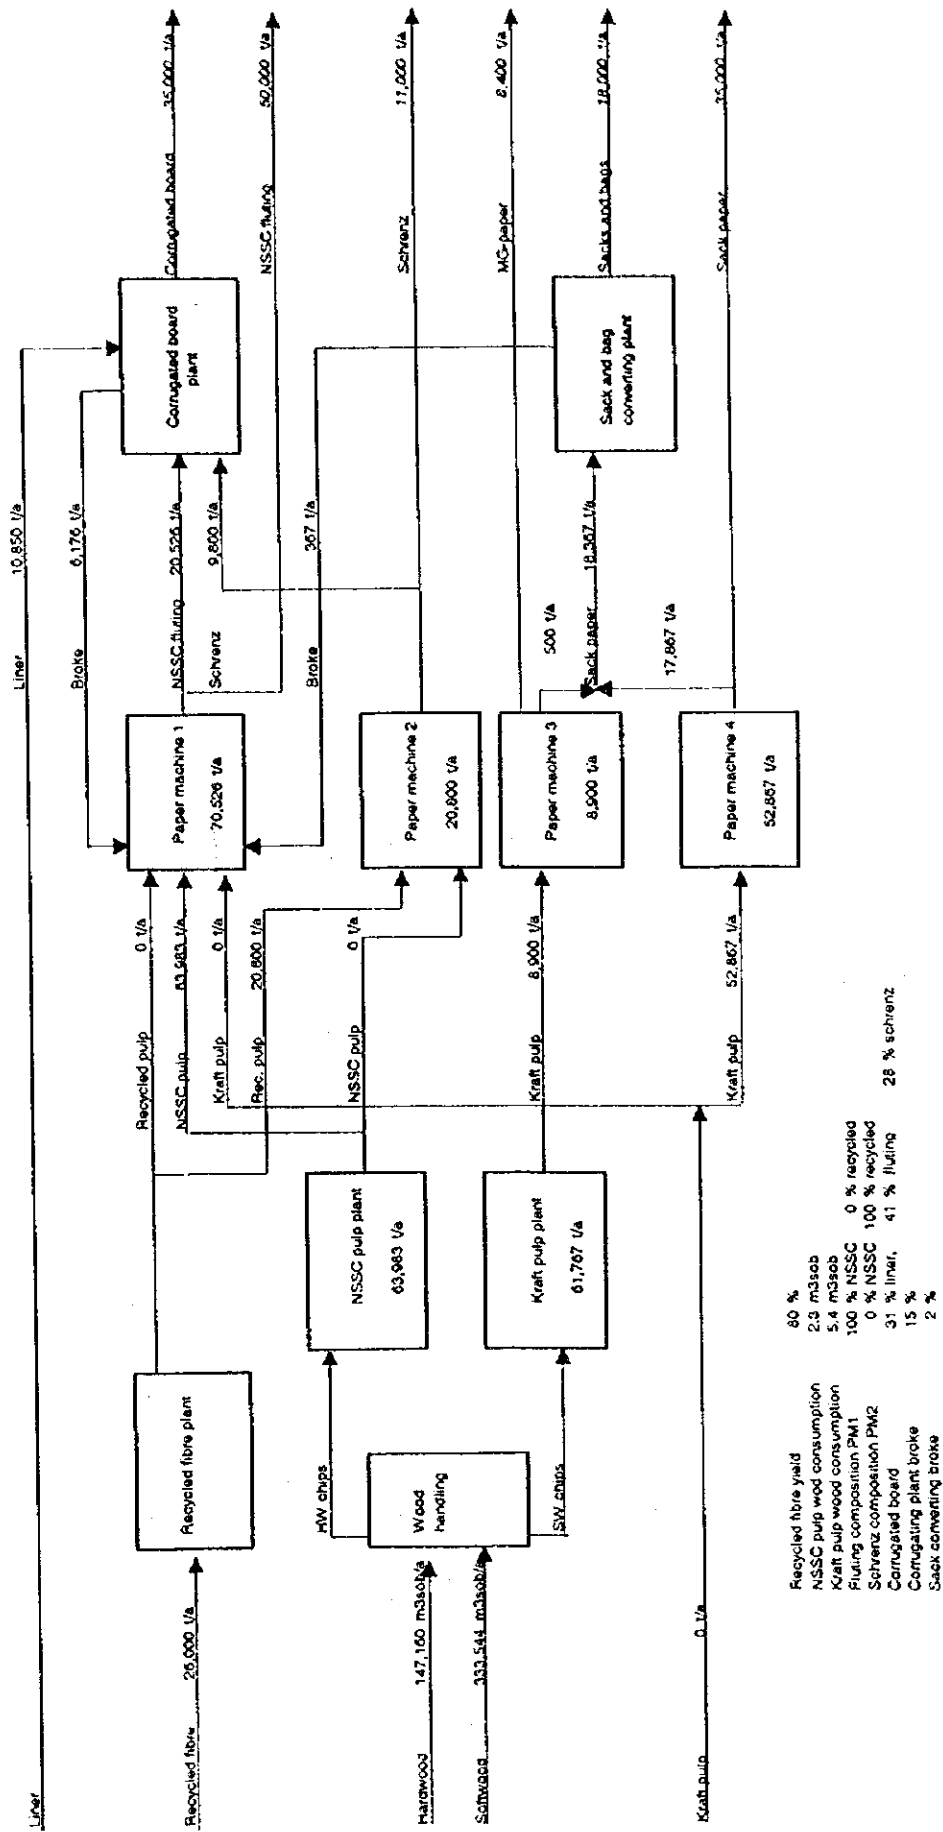 Liner
Liner
10,850 t/a
Broke
6,176 t/a
Corrugated board
plant
Corrugated board
35,000 t/a
Recycled fibre
26,000 t/a
Recycled fibre plant
Recycled pulp
0 t/a
NSSC pulp
63,983 t/a
Kraft pulp
0 t/a
Rec. pulp
20,800 t/a
Paper machine 1
70,526 t/a
NSSC fluting
20,526 t/a
Schrenz
9,800 t/a
NSSC fluting
50,000 t/a
Broke
367 t/a
Hardwood
147,160 m3sob/a
Softwood
333,544 m3sob/a
Wood
handling
HW chips
SW chips
NSSC pulp plant
63,983 t/a
NSSC pulp
0 t/a
Paper machine 2
20,800 t/a
Schrenz
11,000 t/a
Kraft pulp plant
61,767 t/a
Kraft pulp
8,900 t/a
Paper machine 3
8,900 t/a
MG-paper
8,400 t/a
500 t/a
Sack paper
18,367 t/a
17,867 t/a
Sack and bag
converting plant
Sacks and bags
18,000 t/a
Kraft pulp
0 t/a
Kraft pulp
52,867 t/a
Paper machine 4
52,867 t/a
Sack paper
35,000 t/a
Recycled fibre yield 80 %
NSSC pulp wod consumption 2.3 m3sob
Kraft pulp wood consumption 5.4 m3sob
Fluting composition PM1 100 % NSSC 0 % recycled
Schrenz composition PM2 0 % NSSC 100 % recycled
Corrugated board 31 % liner, 41 % fluting 28 % schrenz
Corrugating plant broke 15 %
Sack converting broke 2 %